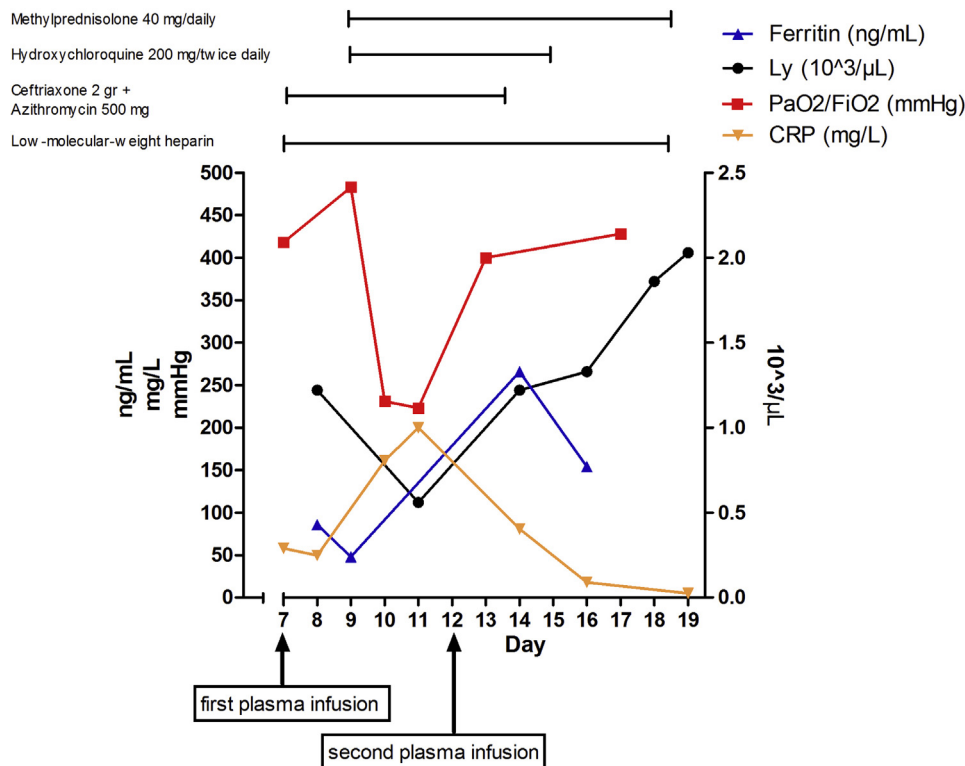 Methylprednisolone 40 mg/daily
Hydroxychloroquine 200 mg/twice daily
Ceftriaxone 2 gr +
Azithromycin 500 mg
Low-molecular-weight heparin
Ferritin (ng/mL)
Ly (10^3/µL)
PaO2/FiO2 (mmHg)
CRP (mg/L)
500
450
400
350
300
250
200
150
100
50
0
ng/mL
mg/L
mmHg
2.5
2.0
1.5
1.0
0.5
0.0
10^3/µL
7 8 9 10 11 12 13 14 15 16 17 18 19
Day
first plasma infusion
second plasma infusion